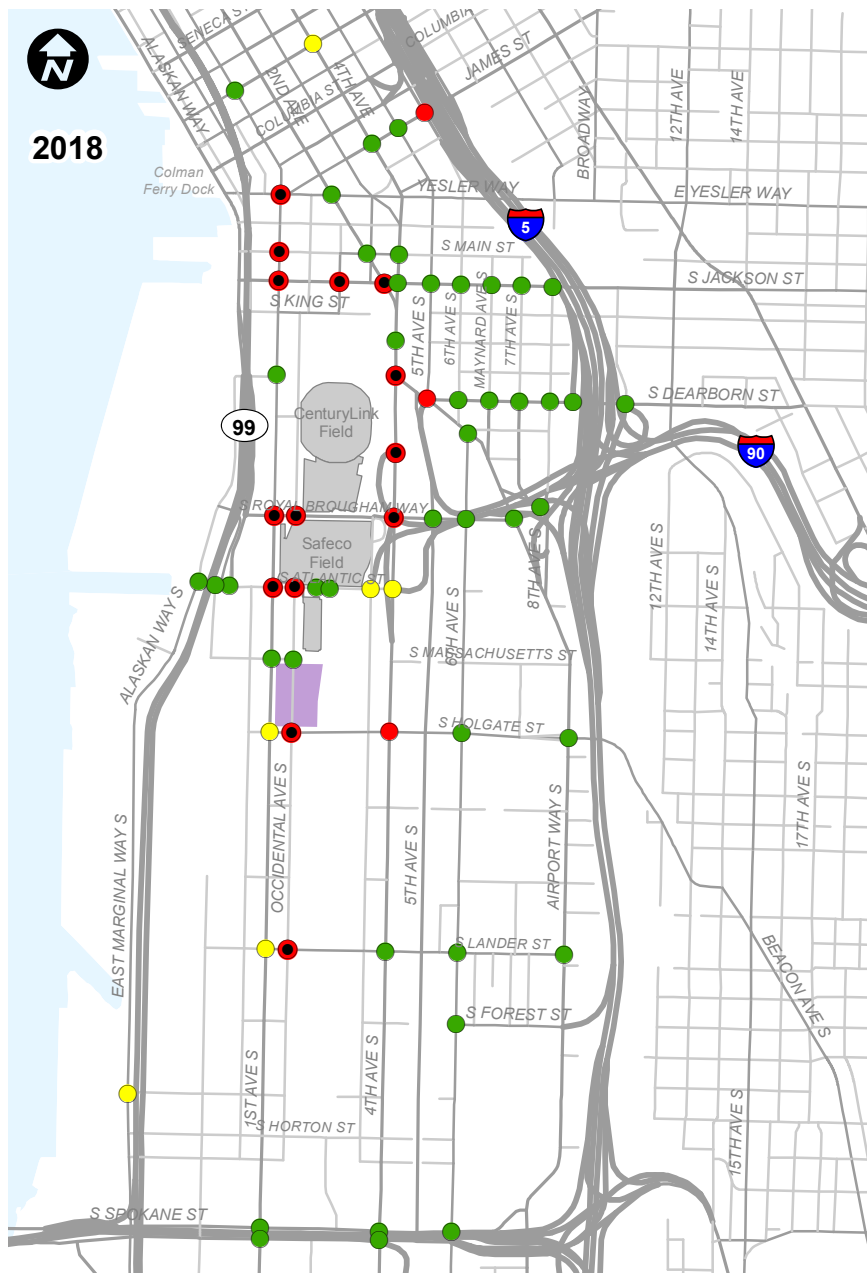 N
2018
SENECA ST
COLUMBIA
ALASKAN WAY
2ND AVE
4TH AVE
JAMES ST
COLUMBIA ST
BROADWAY
12TH AVE
14TH AVE
Colman
Ferry Dock
YESLER WAY
E YESLER WAY
5
S MAIN ST
S JACKSON ST
S KING ST
5TH AVE S
6TH AVE S
MAYNARD AVE S
7TH AVE S
S DEARBORN ST
CenturyLink
Field
99
90
S ROYAL BROUGHAM WAY
Safeco
Field
S ATLANTIC ST
8TH AVE S
12TH AVE S
14TH AVE S
ALASKAN WAY S
6TH AVE S
S MASSACHUSETTS ST
S HOLGATE ST
OCCIDENTAL AVE S
5TH AVE S
AIRPORT WAY S
17TH AVE S
EAST MARGINAL WAY S
S LANDER ST
BEACON AVE S
S FOREST ST
1ST AVE S
4TH AVE S
15TH AVE S
S HORTON ST
S SPOKANE ST